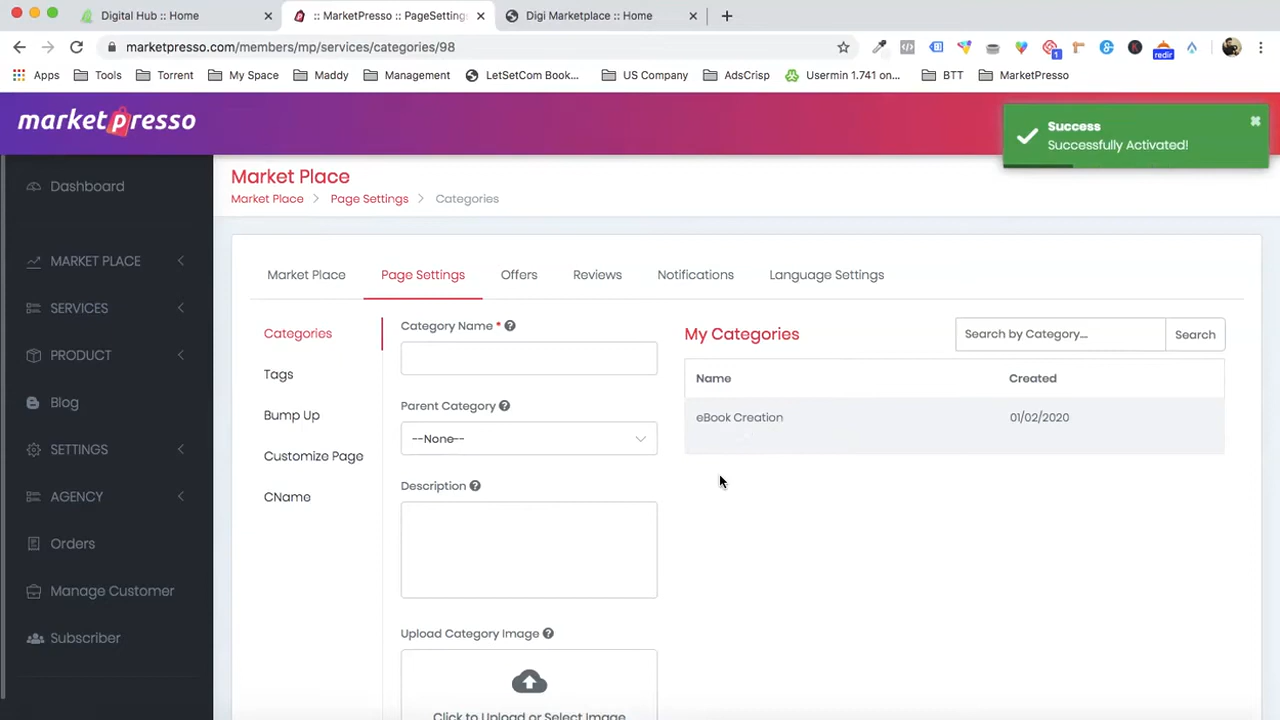 Digital Hub :: Home
:: MarketPresso :: PageSettings
Digi Marketplace :: Home
marketpresso.com/members/mp/services/categories/98
1
redir
Apps
Tools
Torrent
My Space
Maddy
Management
LetSetCom Book...
US Company
AdsCrisp
Usermin 1.741 on...
BTT
MarketPresso
market presso
Success
Successfully Activated!
Dashboard
MARKET PLACE
SERVICES
PRODUCT
Blog
SETTINGS
AGENCY
Orders
Manage Customer
Subscriber
Market Place
Market Place > Page Settings > Categories
Market Place
Page Settings
Offers
Reviews
Notifications
Language Settings
Categories
Tags
Bump Up
Customize Page
CName
Category Name *
Parent Category
--None--
Description
Upload Category Image
Click to Upload or Select Image
My Categories
Search by Category...
Search
Name
Created
eBook Creation
01/02/2020